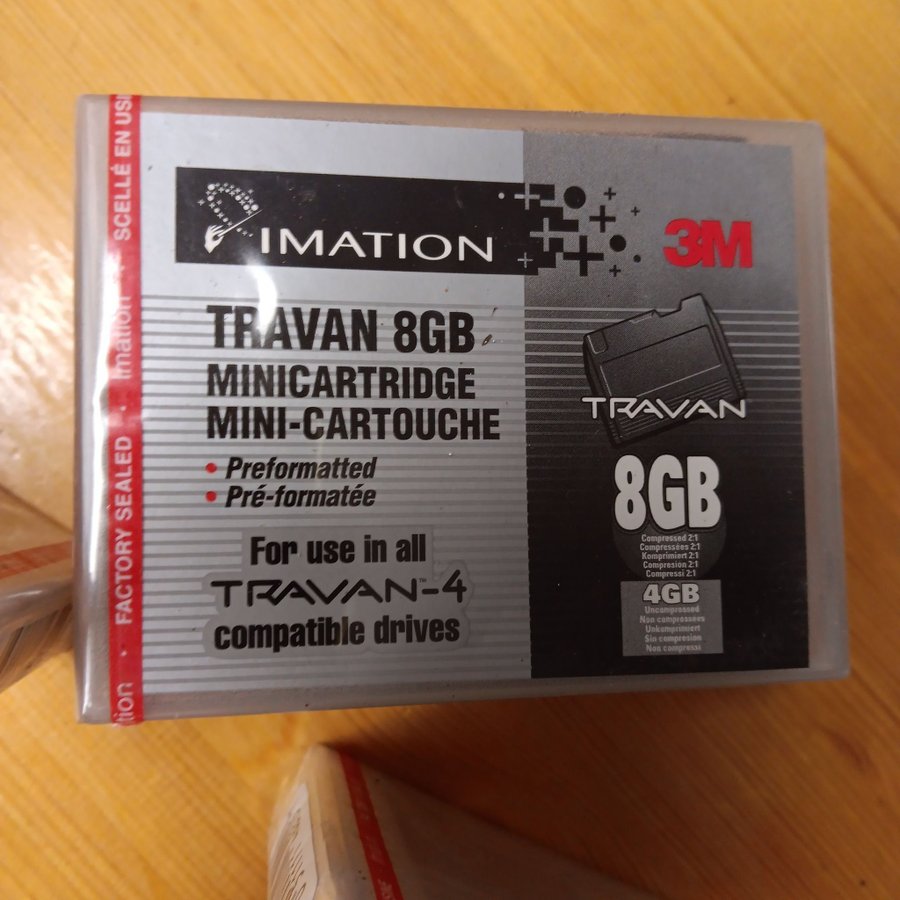 IMATION
3M
TRAVAN 8GB
MINICARTRIDGE
MINI-CARTOUCHE
• Preformatted
• Pré-formatée
For use in all
TRAVAN™-4
compatible drives
TRAVAN
8GB
Compressed 2:1
Compressées 2:1
Komprimiert 2:1
Compresion 2:1
Compressi 2:1
4GB
Uncompressed
Non compressées
Unkomprimiert
Sin compresion
Non compressi
tion • FACTORY SEALED • Imation • SCELLÉ EN USI